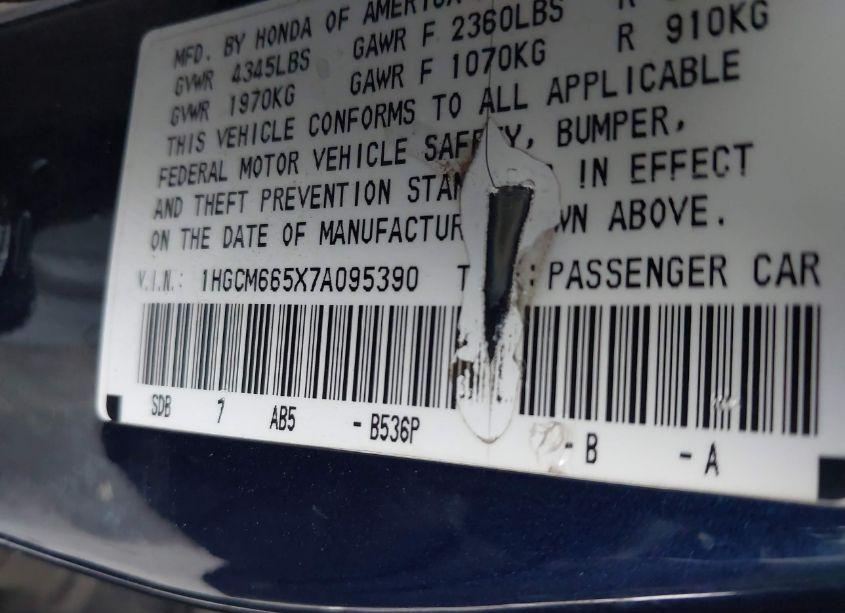 MFD. BY HONDA OF AMERICA
GVWR 4345LBS GAWR F 2360LBS R
GVWR 1970KG GAWR F 1070KG R 910KG
THIS VEHICLE CONFORMS TO ALL APPLICABLE
FEDERAL MOTOR VEHICLE SAFETY, BUMPER,
AND THEFT PREVENTION STAN IN EFFECT
ON THE DATE OF MANUFACTUR WN ABOVE.
V.I.N.: 1HGCM665X7A095390 T :PASSENGER CAR
SDB 7 AB5 - B536P - B - A